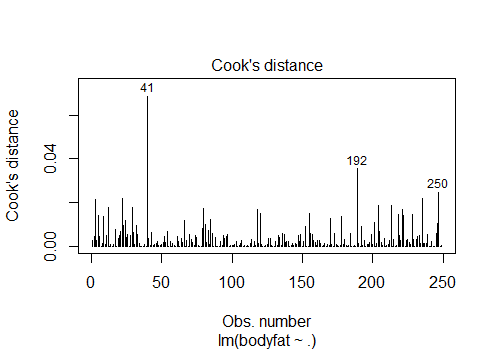 Cook's distance
41
192
250
Cook's distance
0.04
0.00
0 50 100 150 200 250
Obs. number
lm(bodyfat ~ .)